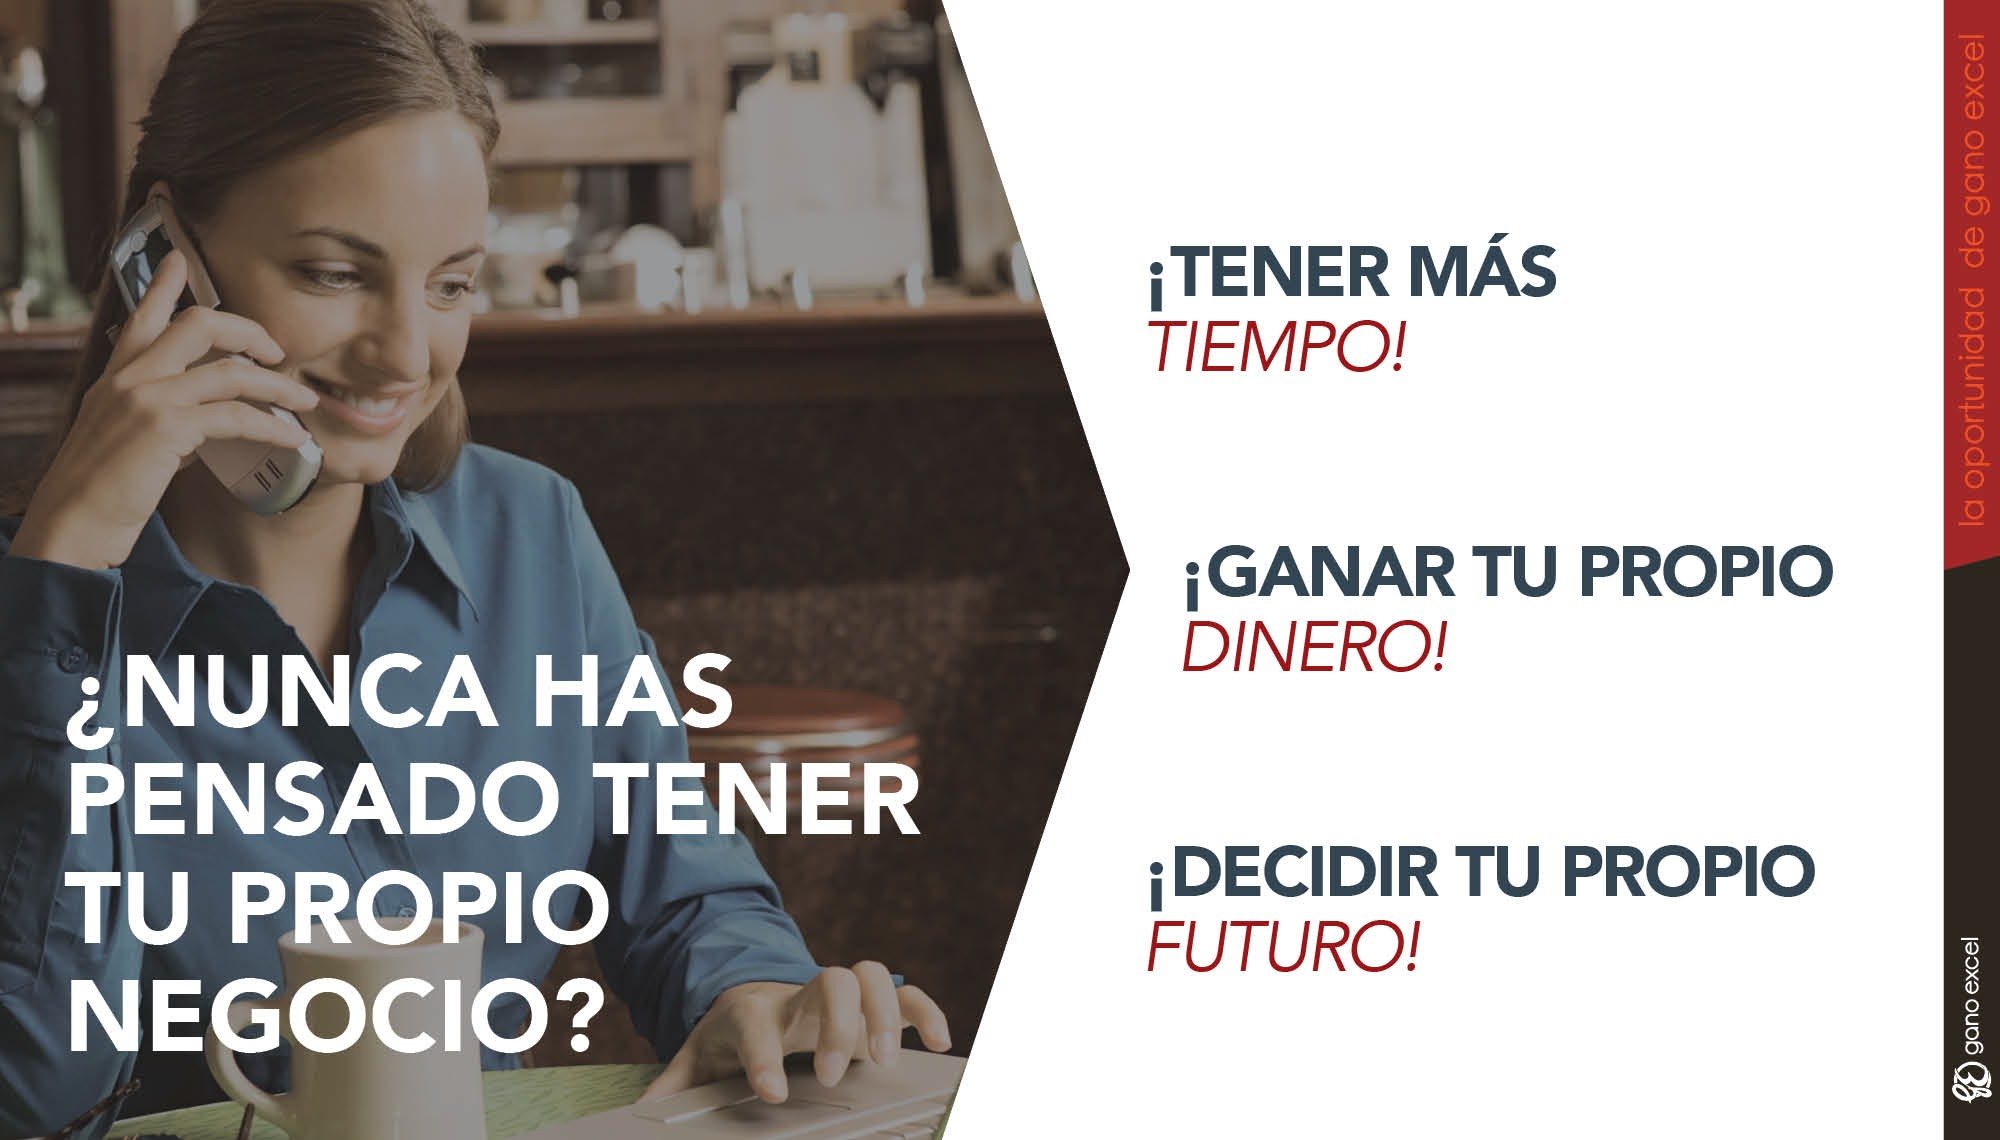 ¿NUNCA HAS
PENSADO TENER
TU PROPIO
NEGOCIO?
¡TENER MÁS
TIEMPO!
¡GANAR TU PROPIO
DINERO!
¡DECIDIR TU PROPIO
FUTURO!
la oportunidad de gano excel
gano excel